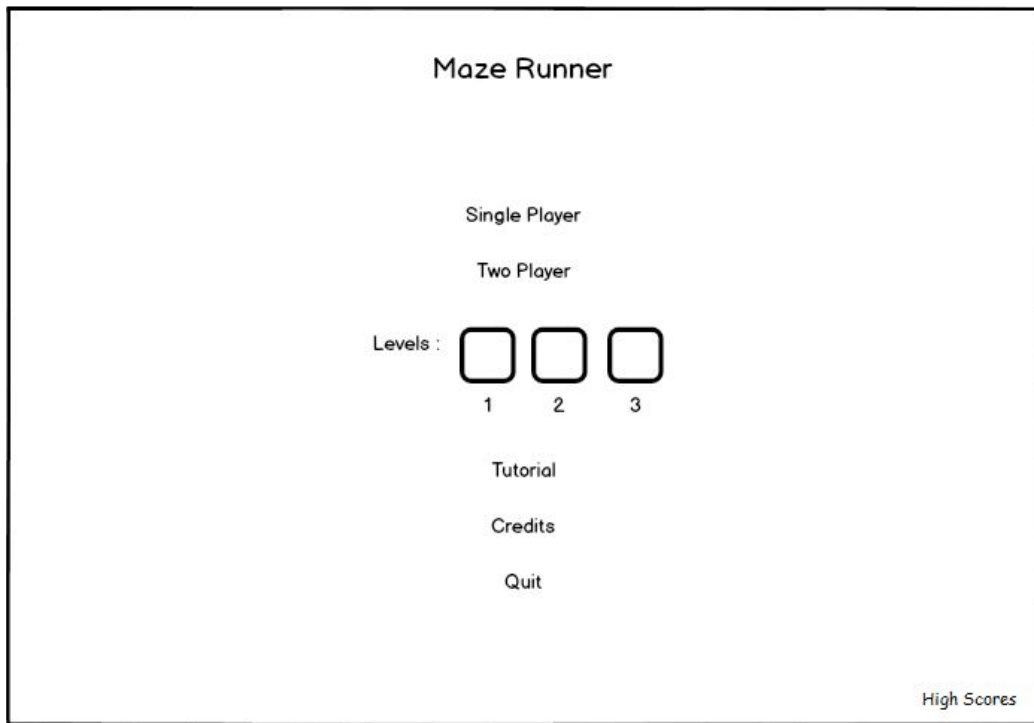 Maze Runner
Single Player
Two Player
Levels :
1 2 3
Tutorial
Credits
Quit
High Scores